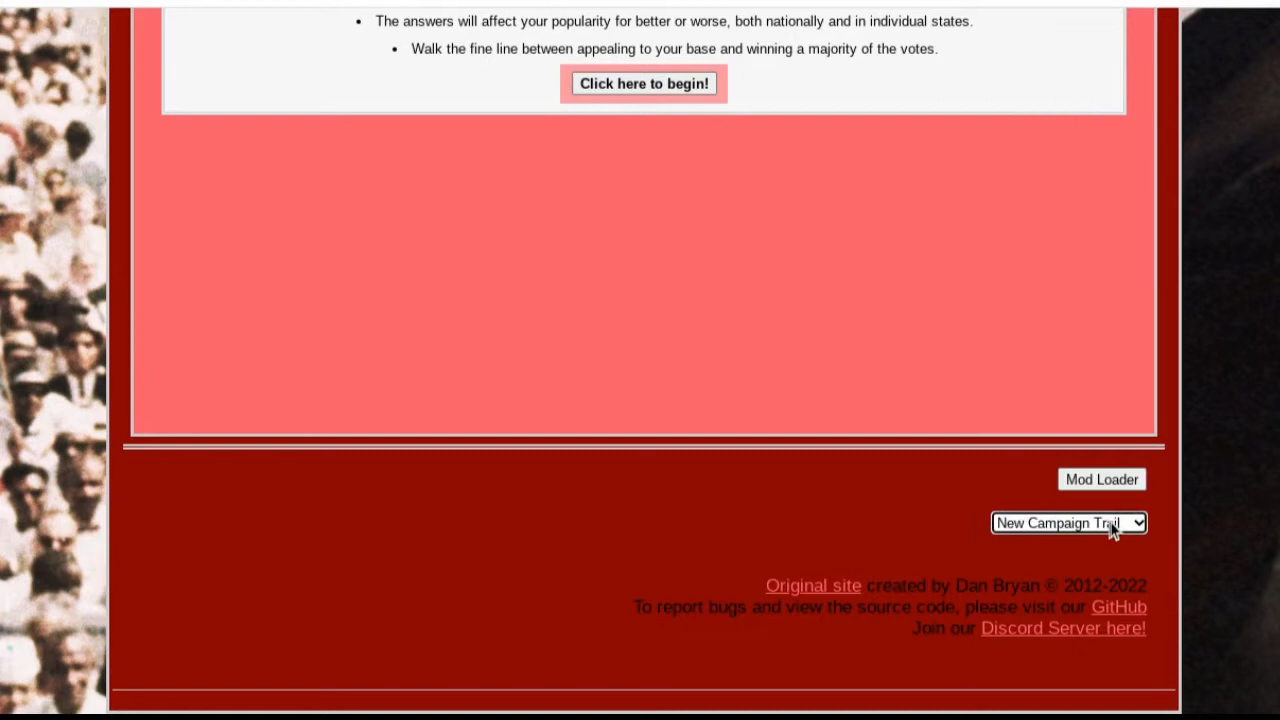 The answers will affect your popularity for better or worse, both nationally and in individual states.
Walk the fine line between appealing to your base and winning a majority of the votes.
Click here to begin!
Mod Loader
New Campaign Trail
Original site created by Dan Bryan © 2012-2022
To report bugs and view the source code, please visit our GitHub
Join our Discord Server here!